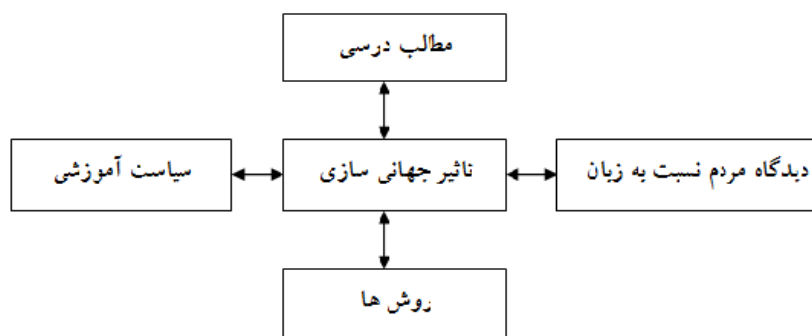 مطالب درسی
دیدگاه مردم نسبت به زبان
تاثیر جهانی سازی
سیاست آموزشی
روش ها